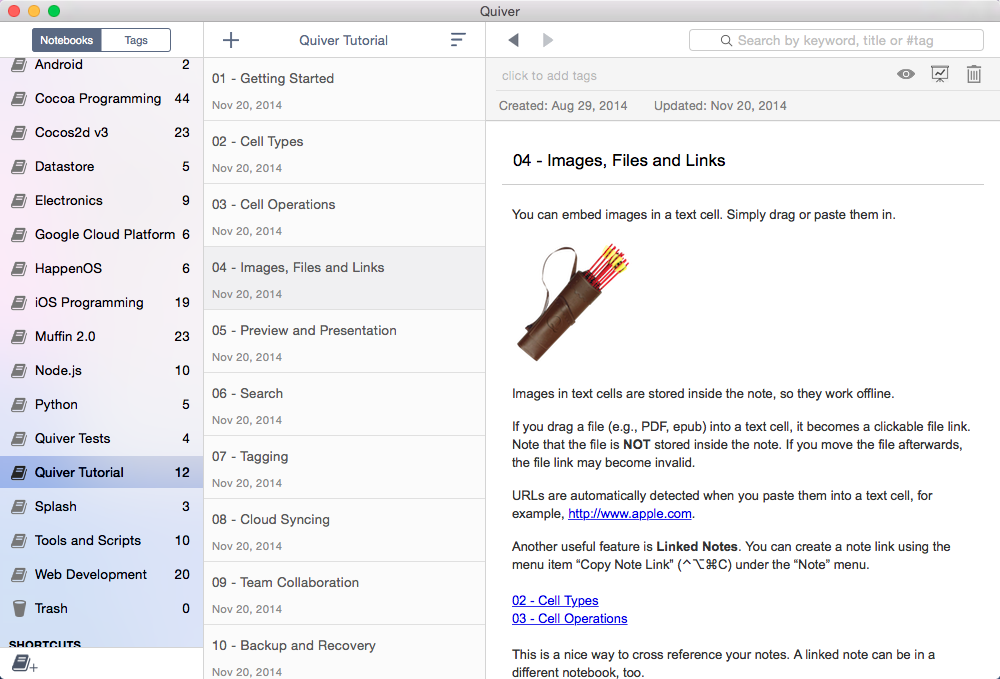 Quiver
Notebooks Tags
Android 2
Cocoa Programming 44
Cocos2d v3 23
Datastore 5
Electronics 9
Google Cloud Platform 6
HappenOS 6
iOS Programming 19
Muffin 2.0 23
Node.js 10
Python 5
Quiver Tests 4
Quiver Tutorial 12
Splash 3
Tools and Scripts 10
Web Development 20
Trash 0
SHORTCUTS
Quiver Tutorial
01 - Getting Started
Nov 20, 2014
02 - Cell Types
Nov 20, 2014
03 - Cell Operations
Nov 20, 2014
04 - Images, Files and Links
Nov 20, 2014
05 - Preview and Presentation
Nov 20, 2014
06 - Search
Nov 20, 2014
07 - Tagging
Nov 20, 2014
08 - Cloud Syncing
Nov 20, 2014
09 - Team Collaboration
Nov 20, 2014
10 - Backup and Recovery
Nov 20, 2014
Search by keyword, title or #tag
click to add tags
Created: Aug 29, 2014 Updated: Nov 20, 2014
04 - Images, Files and Links
You can embed images in a text cell. Simply drag or paste them in.
Images in text cells are stored inside the note, so they work offline.
If you drag a file (e.g., PDF, epub) into a text cell, it becomes a clickable file link.
Note that the file is NOT stored inside the note. If you move the file afterwards,
the file link may become invalid.
URLs are automatically detected when you paste them into a text cell, for
example, http://www.apple.com.
Another useful feature is Linked Notes. You can create a note link using the
menu item “Copy Note Link” (⌃⌥⌘C) under the “Note” menu.
02 - Cell Types
03 - Cell Operations
This is a nice way to cross reference your notes. A linked note can be in a
different notebook, too.